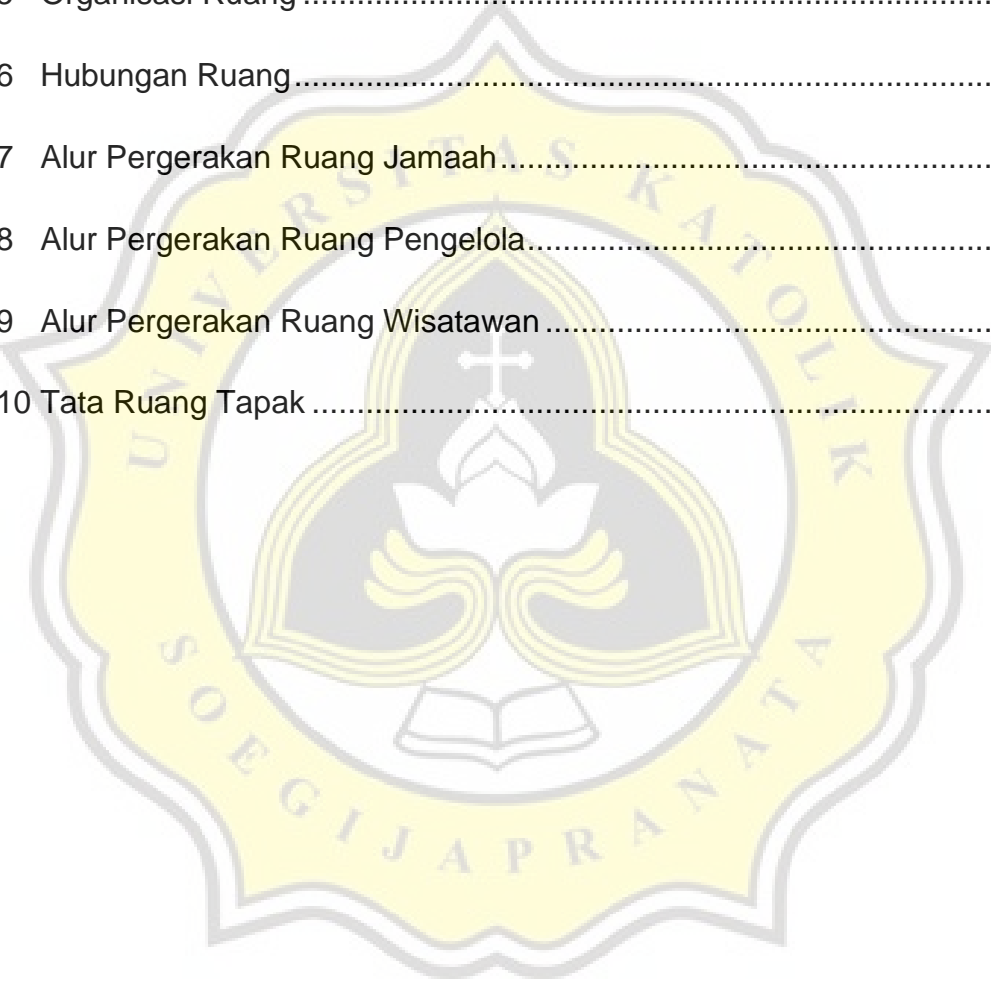 Organisasi Ruang ........................................................................
6 Hubungan Ruang ........................................................................
7 Alur Pergerakan Ruang Jamaah ........................................................................
8 Alur Pergerakan Ruang Pengelola ........................................................................
9 Alur Pergerakan Ruang Wisatawan ........................................................................
10 Tata Ruang Tapak ........................................................................
UNIVERSITAS KATOLIK
SOEGIJAPRANATA